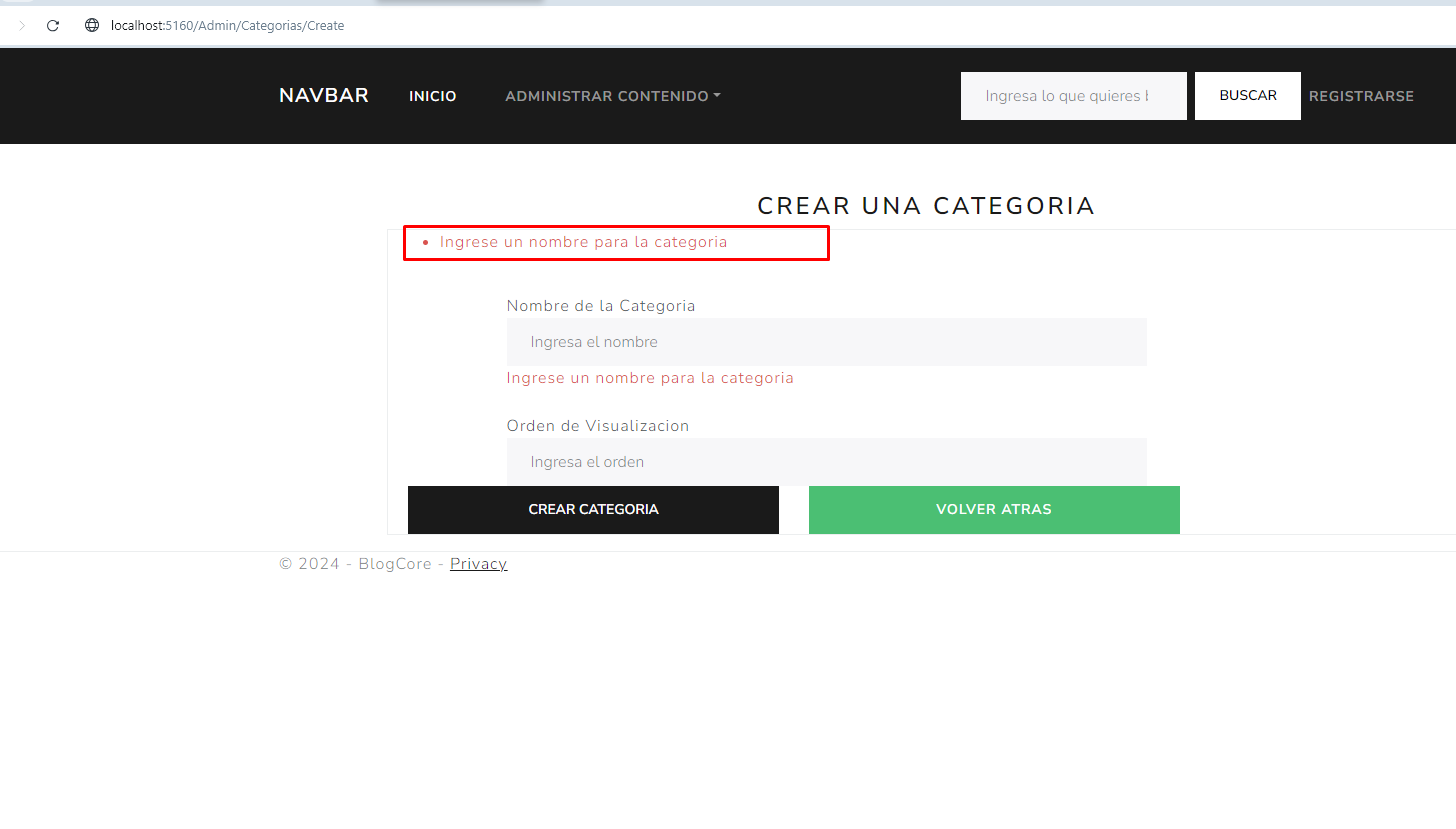 localhost:5160/Admin/Categorias/Create
NAVBAR INICIO ADMINISTRAR CONTENIDO Ingresa lo que quieres BUSCAR REGISTRARSE
CREAR UNA CATEGORIA
Ingrese un nombre para la categoria
Nombre de la Categoria
Ingresa el nombre
Ingrese un nombre para la categoria
Orden de Visualizacion
Ingresa el orden
CREAR CATEGORIA VOLVER ATRAS
© 2024 - BlogCore - Privacy